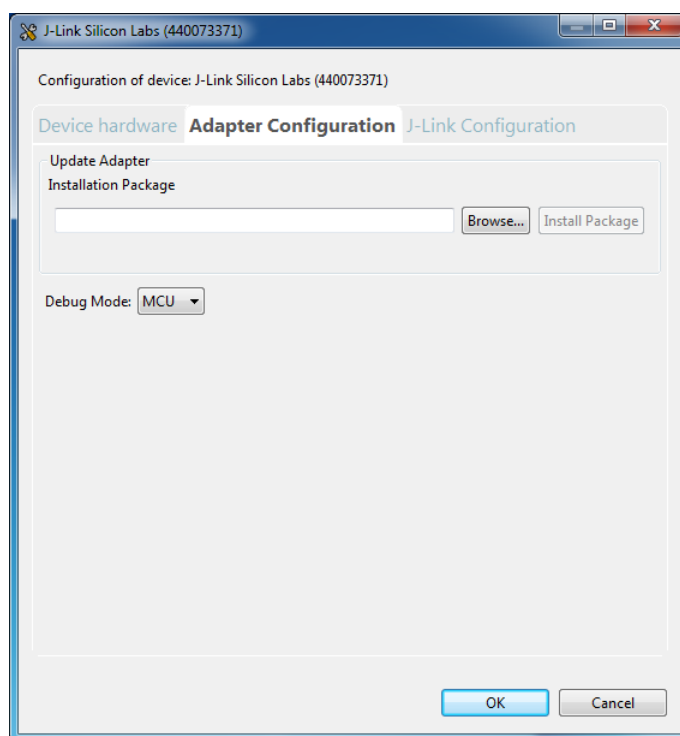 J-Link Silicon Labs (440073371)
Configuration of device: J-Link Silicon Labs (440073371)
Device hardware Adapter Configuration J-Link Configuration
Update Adapter
Installation Package
Browse... Install Package
Debug Mode: MCU
OK Cancel